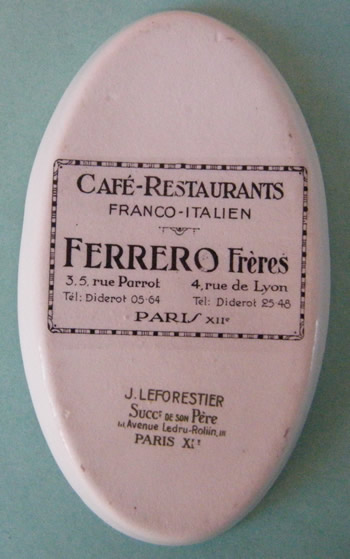 CAFÉ-RESTAURANTS
FRANCO-ITALIEN
FERRERO Frères
3,5, rue Parrot 4, rue de Lyon
Tél: Diderot 05-64 Tél: Diderot 25-48
PARIS XIIe
J. LEFORESTIER
Succr DE SON Père
Avenue Ledru-Rollin,
PARIS